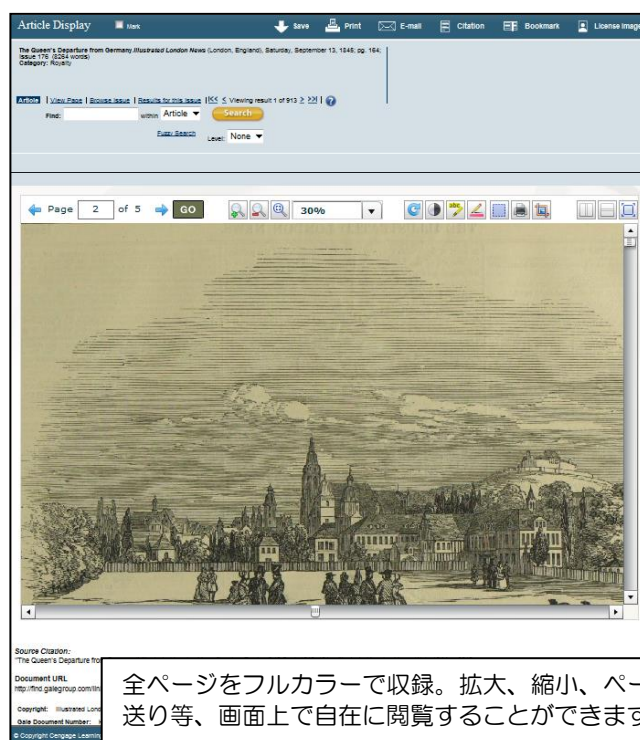 Article Display Mark Save Print E-mail Citation Bookmark License Image
The Queen's Departure from Germany Illustrated London News (London, England), Saturday, September 13, 1845; pg. 164;
Issue 176 (8264 words)
Category: Royalty
Article | View Page | Browse Issue | Results for this issue | Viewing result 1 of 913 | ?
Find: within Article Search
Fuzzy Search Level: None
Page 2 of 5 GO 30% abc
Source Citation:
"The Queen's Departure fro
Document URL
http://find.galegroup.com/iln
Copyright: Illustrated Lond
Gale Document Number:
© Copyright Cengage Learning
全ページをフルカラーで収録。拡大、縮小、ペー
送り等、画面上で自在に閲覧することができます